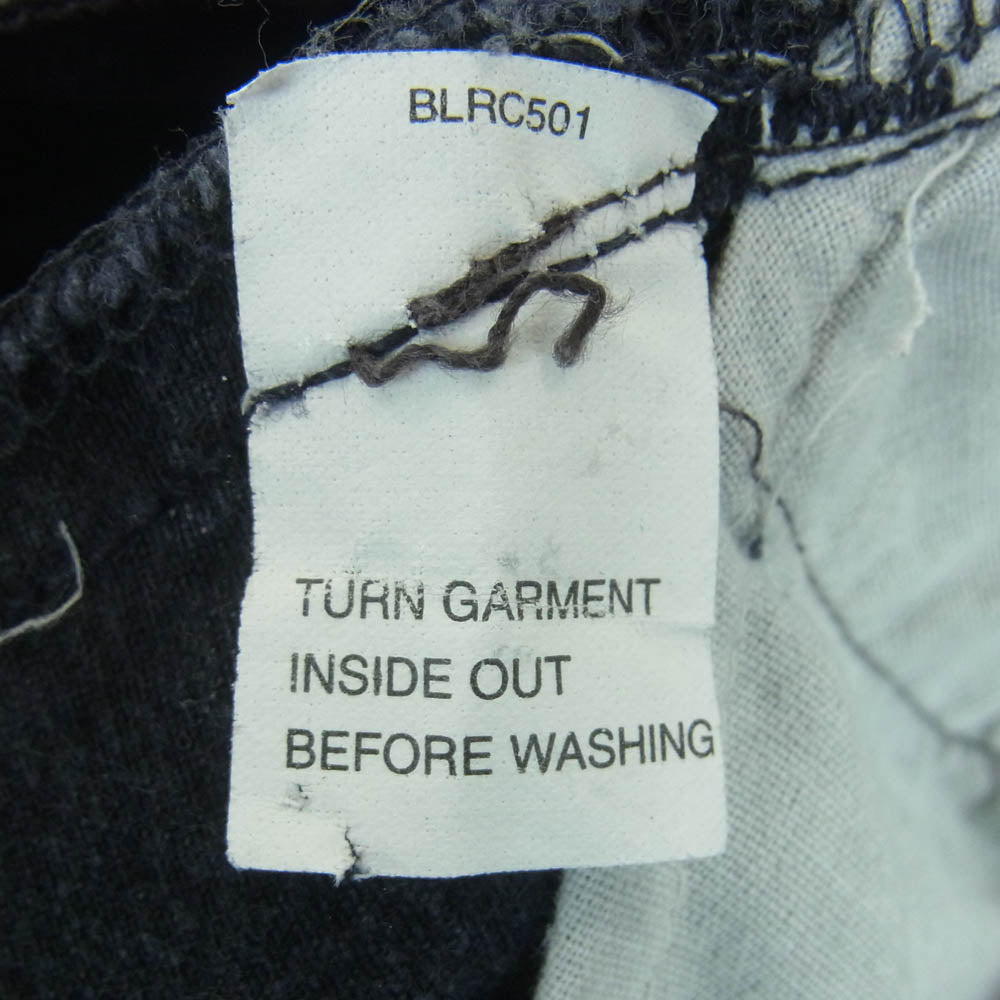 BLRC501
TURN GARMENT
INSIDE OUT
BEFORE WASHING